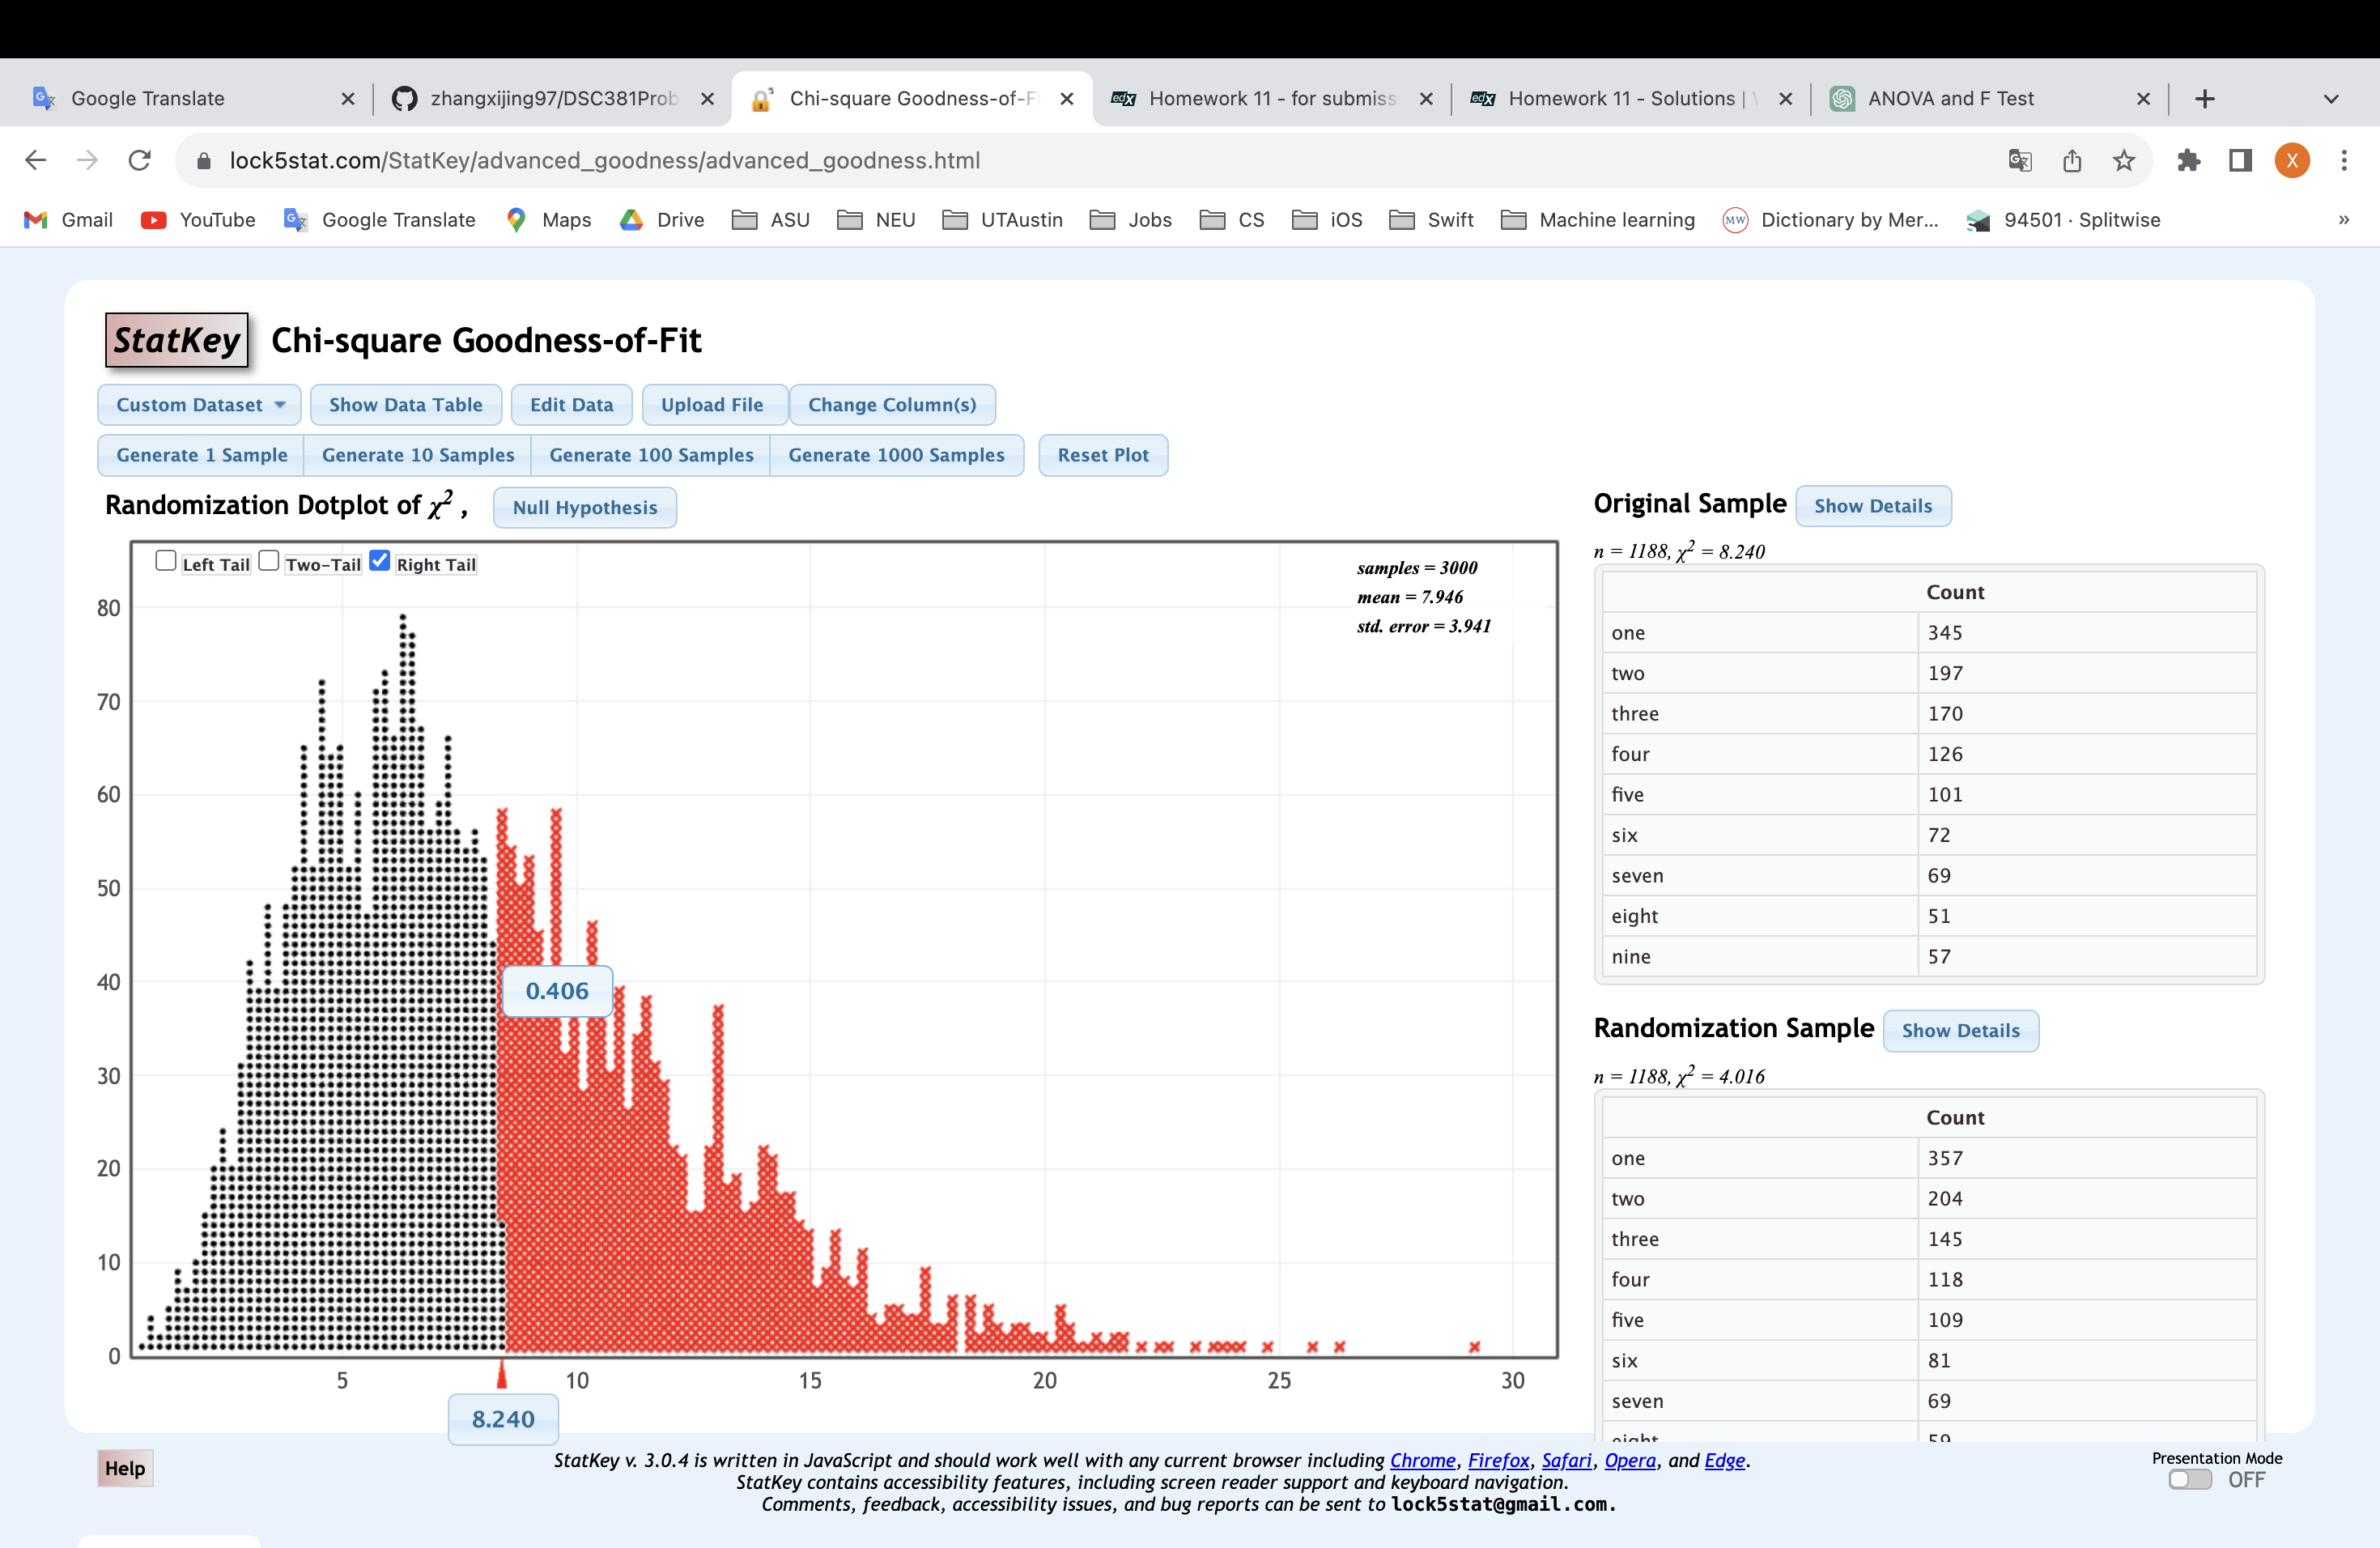 Google Translate
zhangxijing97/DSC381Prob
Chi-square Goodness-of-Fi
Homework 11 - for submiss
Homework 11 - Solutions |
ANOVA and F Test
lock5stat.com/StatKey/advanced_goodness/advanced_goodness.html
X
Gmail YouTube Google Translate Maps Drive ASU NEU UTAustin Jobs CS iOS Swift Machine learning Dictionary by Mer... 94501 · Splitwise »
StatKey Chi-square Goodness-of-Fit
Custom Dataset Show Data Table Edit Data Upload File Change Column(s)
Generate 1 Sample Generate 10 Samples Generate 100 Samples Generate 1000 Samples Reset Plot
Randomization Dotplot of χ², Null Hypothesis
Left Tail Two-Tail Right Tail
samples = 3000
mean = 7.946
std. error = 3.941
80
70
60
50
40
30
20
10
0
0.406
5 10 15 20 25 30
8.240
Original Sample Show Details
n = 1188, χ² = 8.240
Count
one 345
two 197
three 170
four 126
five 101
six 72
seven 69
eight 51
nine 57
Randomization Sample Show Details
n = 1188, χ² = 4.016
Count
one 357
two 204
three 145
four 118
five 109
six 81
seven 69
eight 59
Help
StatKey v. 3.0.4 is written in JavaScript and should work well with any current browser including Chrome, Firefox, Safari, Opera, and Edge.
StatKey contains accessibility features, including screen reader support and keyboard navigation.
Comments, feedback, accessibility issues, and bug reports can be sent to lock5stat@gmail.com.
Presentation Mode
OFF